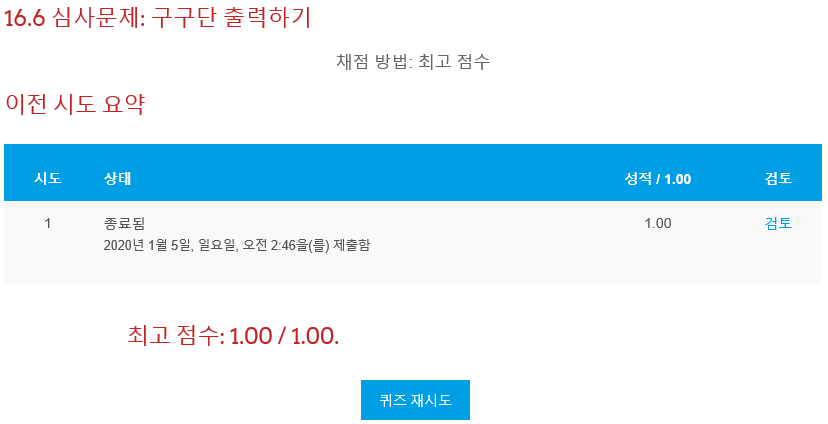 16.6 심사문제: 구구단 출력하기
채점 방법: 최고 점수
이전 시도 요약
시도 상태 성적 / 1.00 검토
1 종료됨 1.00 검토
2020년 1월 5일, 일요일, 오전 2:46을(를) 제출함
최고 점수: 1.00 / 1.00.
퀴즈 재시도